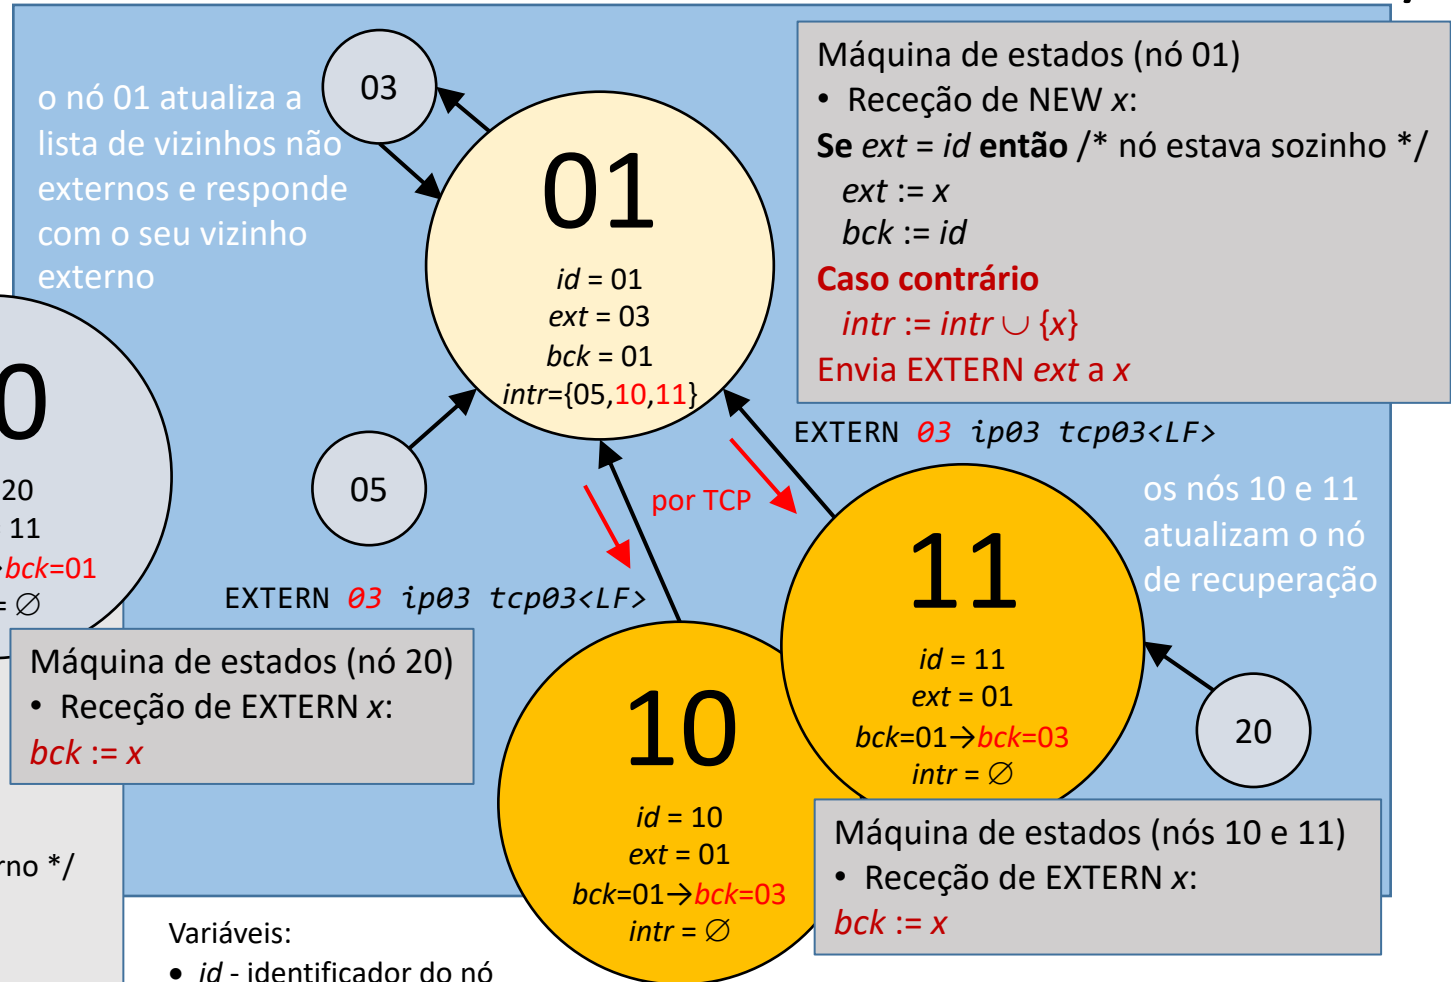 o nó 01 atualiza a
lista de vizinhos não
externos e responde
com o seu vizinho
externo
03
01
id = 01
ext = 03
bck = 01
intr={05,10,11}
Máquina de estados (nó 01)
• Receção de NEW x:
Se ext = id então /* nó estava sozinho */
ext := x
bck := id
Caso contrário
intr := intr ∪ {x}
Envia EXTERN ext a x
EXTERN 03 ip03 tcp03<LF>
05
por TCP
os nós 10 e 11
atualizam o nó
de recuperação
0
20
11
→bck=01
= ∅
EXTERN 03 ip03 tcp03<LF>
11
id = 11
ext = 01
bck=01→bck=03
intr = ∅
20
Máquina de estados (nó 20)
• Receção de EXTERN x:
bck := x
10
id = 10
ext = 01
bck=01→bck=03
intr = ∅
Máquina de estados (nós 10 e 11)
• Receção de EXTERN x:
bck := x
rno */
Variáveis:
• id - identificador do nó